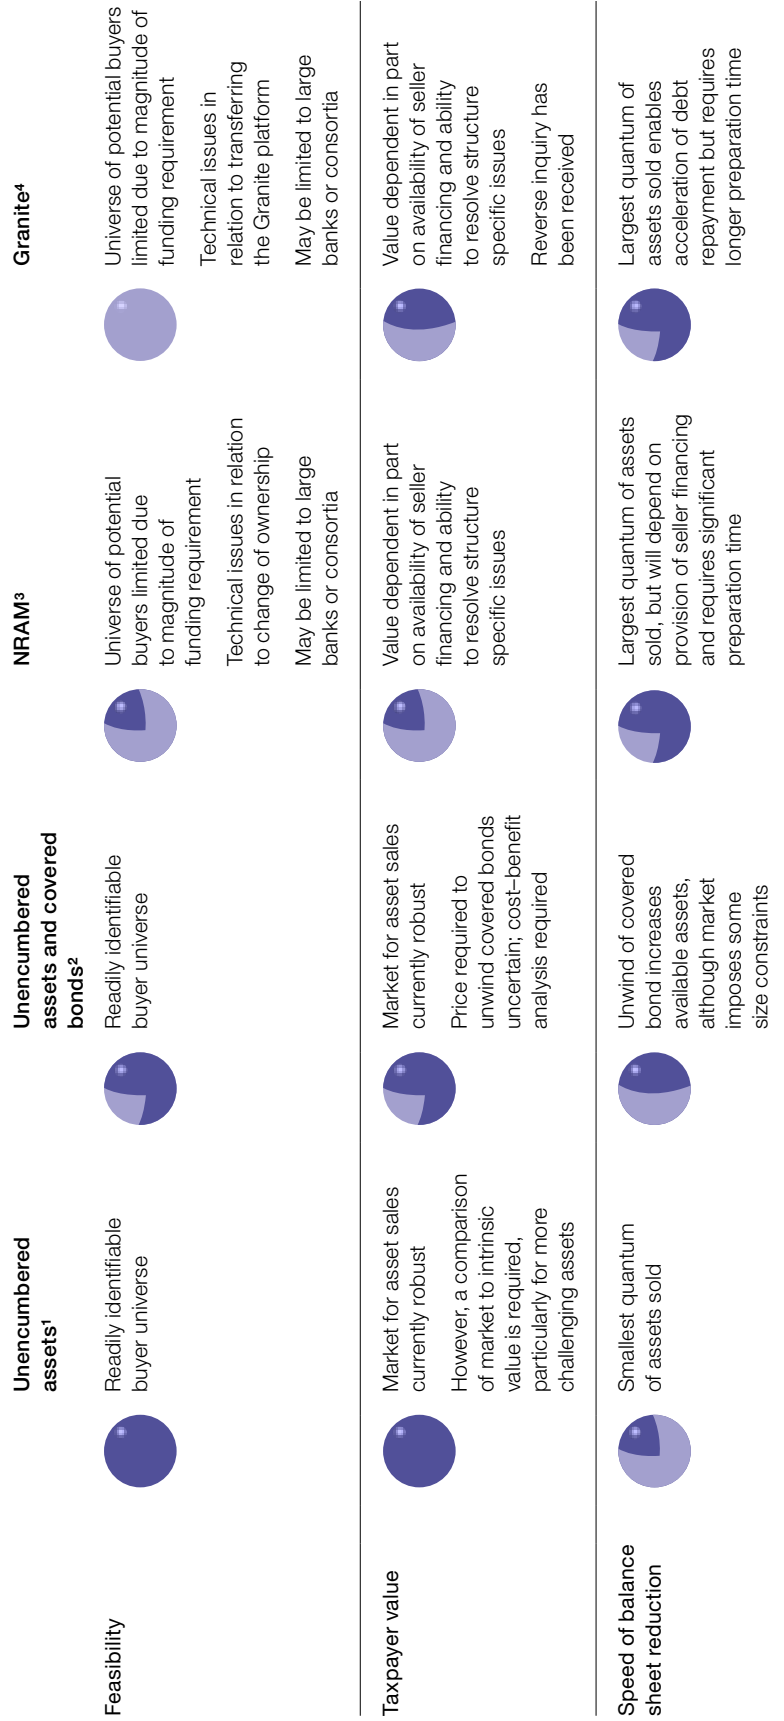 Unencumbered
assets¹
Unencumbered
assets and covered
bonds²
NRAM³
Granite⁴
Feasibility
Readily identifiable
buyer universe
Readily identifiable
buyer universe
Universe of potential
buyers limited due
to magnitude of
funding requirement
Technical issues in relation
to change of ownership
May be limited to large
banks or consortia
Universe of potential buyers
limited due to magnitude of
funding requirement
Technical issues in
relation to transferring
the Granite platform
May be limited to large
banks or consortia
Taxpayer value
Market for asset sales
currently robust
However, a comparison
of market to intrinsic
value is required,
particularly for more
challenging assets
Market for asset sales
currently robust
Price required to
unwind covered bonds
uncertain; cost–benefit
analysis required
Value dependent in part
on availability of seller
financing and ability
to resolve structure
specific issues
Value dependent in part
on availability of seller
financing and ability
to resolve structure
specific issues
Reverse inquiry has
been received
Speed of balance
sheet reduction
Smallest quantum
of assets sold
Unwind of covered
bond increases
available assets,
although market
imposes some
size constraints
Largest quantum of assets
sold, but will depend on
provision of seller financing
and requires significant
preparation time
Largest quantum of
assets sold enables
acceleration of debt
repayment but requires
longer preparation time